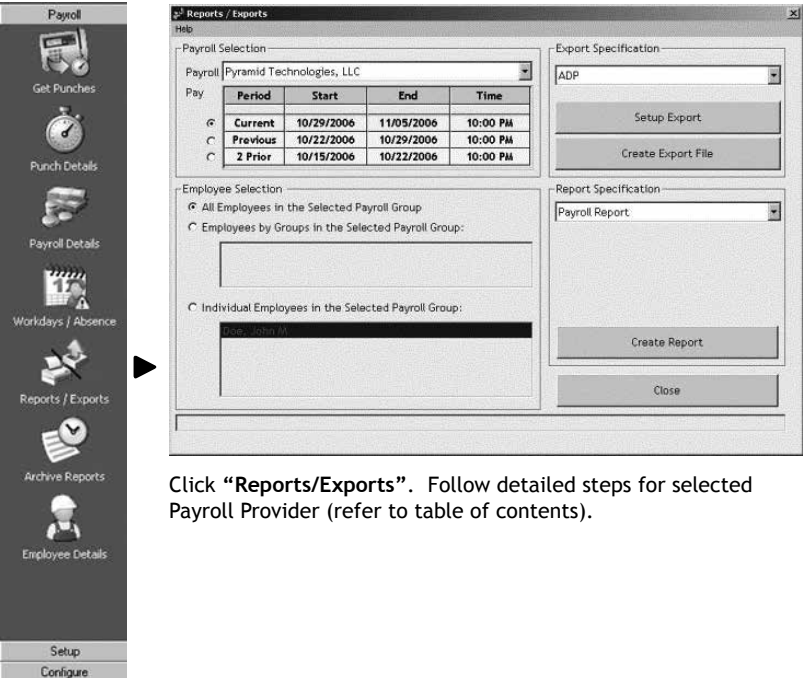 Payroll
Get Punches
Punch Details
Payroll Details
Workdays / Absence
Reports / Exports
Archive Reports
Employee Details
Setup
Configure
Reports / Exports
Help
Payroll Selection
Payroll Pyramid Technologies, LLC
Pay Period Start End Time
Current 10/29/2006 11/05/2006 10:00 PM
Previous 10/22/2006 10/29/2006 10:00 PM
2 Prior 10/15/2006 10/22/2006 10:00 PM
Employee Selection
All Employees in the Selected Payroll Group
Employees by Groups in the Selected Payroll Group:
Individual Employees in the Selected Payroll Group:
Doe, John M
Export Specification
ADP
Setup Export
Create Export File
Report Specification
Payroll Report
Create Report
Close
Click “Reports/Exports”. Follow detailed steps for selected
Payroll Provider (refer to table of contents).